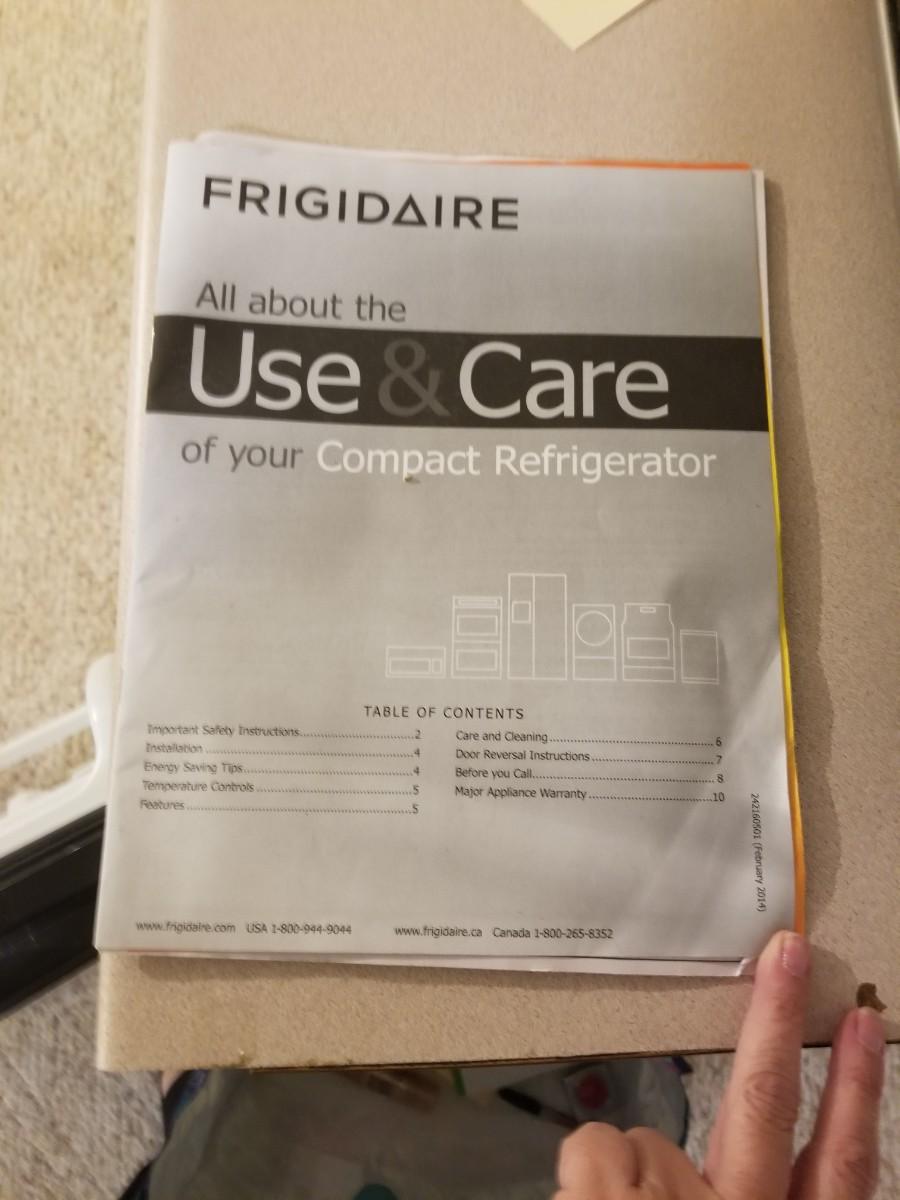 FRIGIDAIRE
All about the
Use & Care
of your Compact Refrigerator
TABLE OF CONTENTS
Important Safety Instructions....................................2
Installation ................................................................4
Energy Saving Tips.....................................................4
Temperature Controls ................................................5
Features.....................................................................5
Care and Cleaning....................................................6
Door Reversal Instructions......................................7
Before you Call..........................................................8
Major Appliance Warranty......................................10
242160501 (February 2014)
www.frigidaire.com USA 1-800-944-9044 www.frigidaire.ca Canada 1-800-265-8352